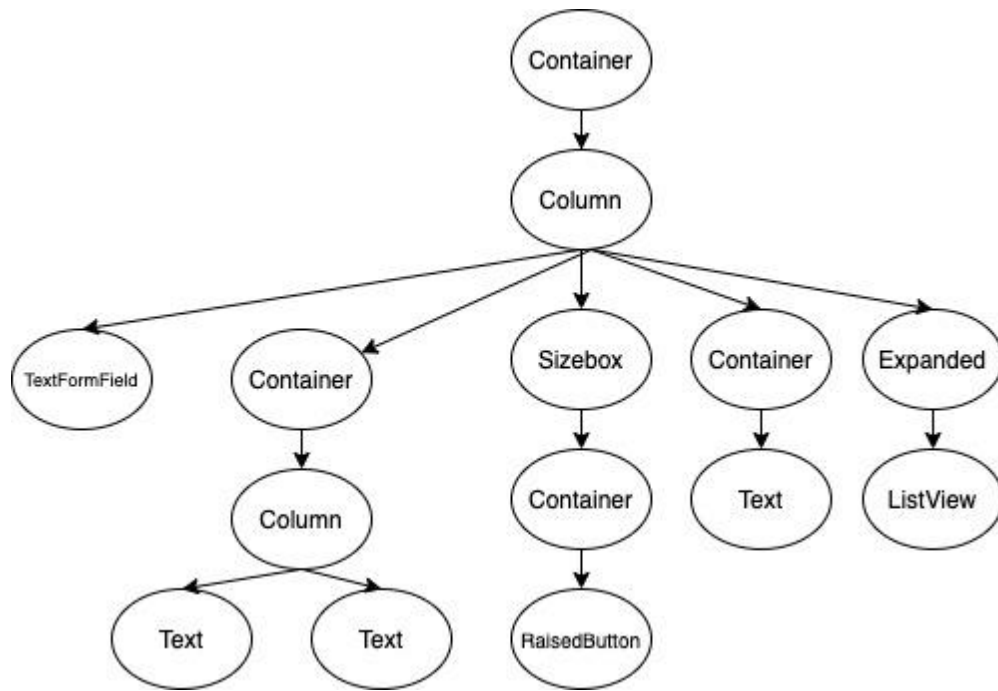 Container
Column
TextFormField
Container
Sizebox
Container
Expanded
Column
Container
Text
ListView
Text
Text
RaisedButton